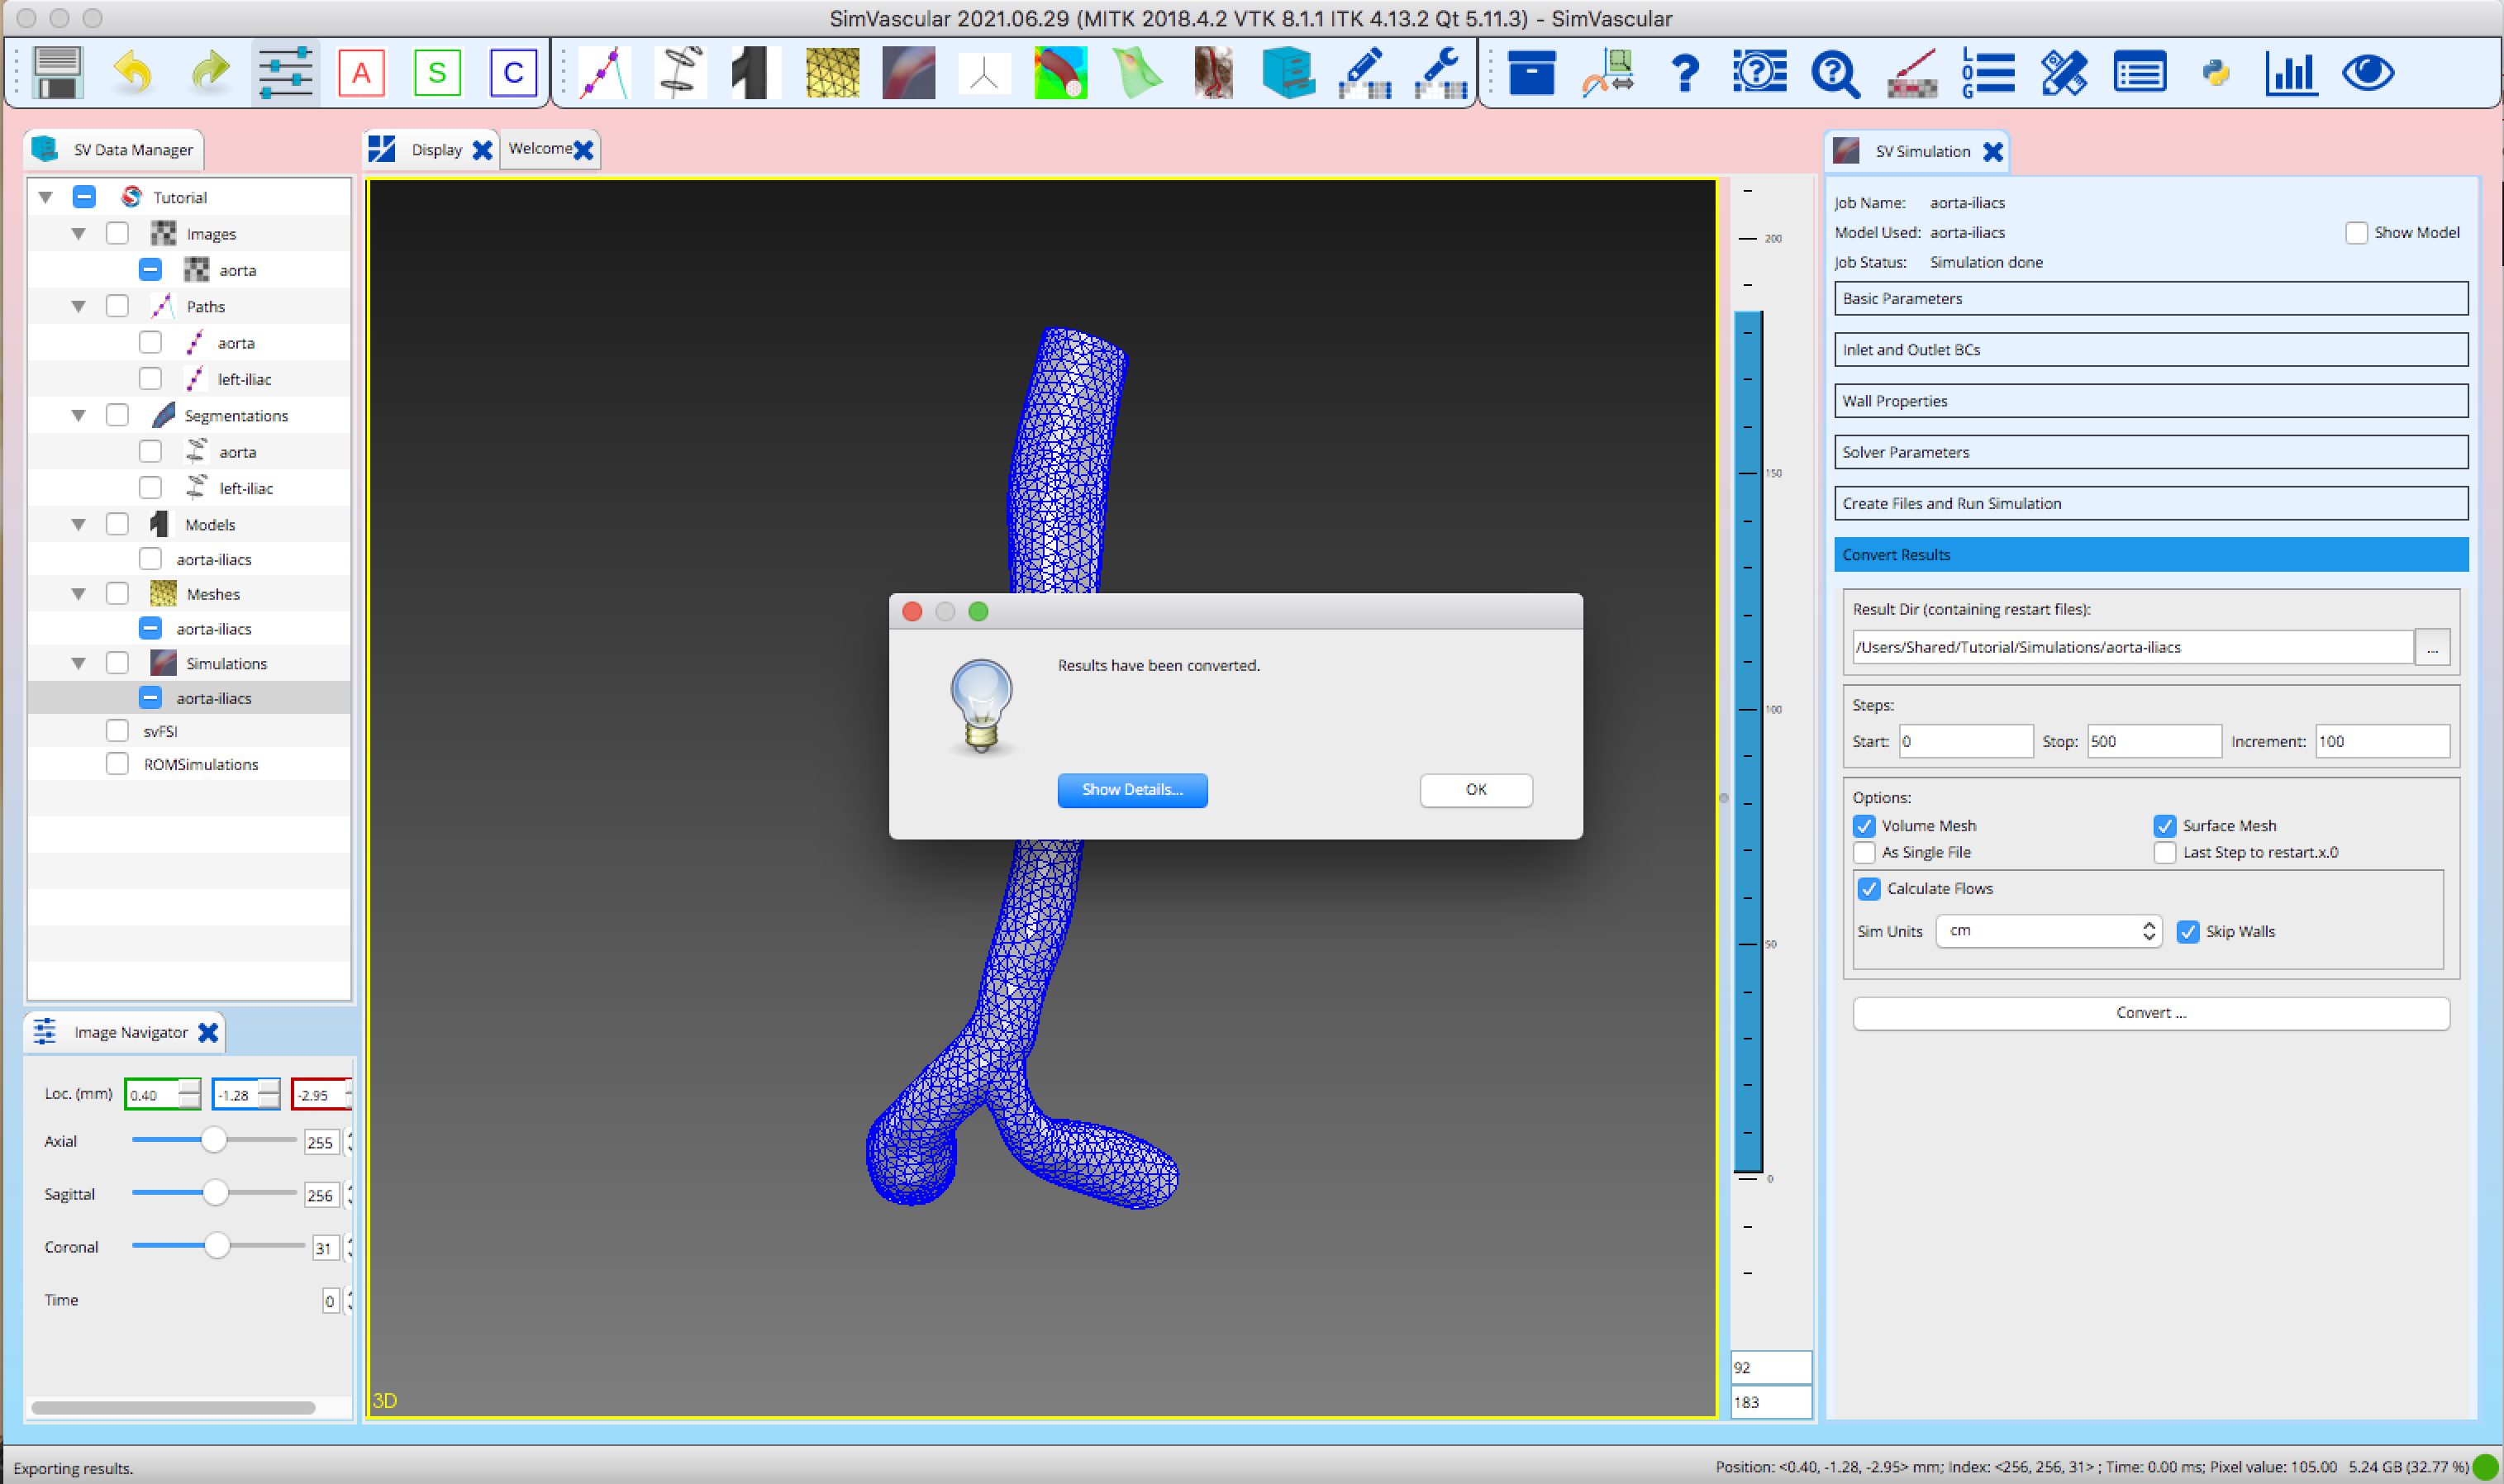 SimVascular 2021.06.29 (MITK 2018.4.2 VTK 8.1.1 ITK 4.13.2 Qt 5.11.3) - SimVascular
A
S
C
LOG
SV Data Manager
Tutorial
Images
aorta
Paths
aorta
left-iliac
Segmentations
aorta
left-iliac
Models
aorta-iliacs
Meshes
aorta-iliacs
Simulations
aorta-iliacs
svFSI
ROMSimulations
Image Navigator
Loc. (mm) 0.40 -1.28 -2.95
Axial 255
Sagittal 256
Coronal 31
Time 0
Display
Welcome
3D
Results have been converted.
Show Details...
OK
200
150
100
50
0
92
183
SV Simulation
Job Name: aorta-iliacs
Model Used: aorta-iliacs
Show Model
Job Status: Simulation done
Basic Parameters
Inlet and Outlet BCs
Wall Properties
Solver Parameters
Create Files and Run Simulation
Convert Results
Result Dir (containing restart files):
/Users/Shared/Tutorial/Simulations/aorta-iliacs ...
Steps:
Start: 0 Stop: 500 Increment: 100
Options:
Volume Mesh Surface Mesh
As Single File Last Step to restart.x.0
Calculate Flows
Sim Units cm Skip Walls
Convert ...
Exporting results.
Position: <0.40, -1.28, -2.95> mm; Index: <256, 256, 31> ; Time: 0.00 ms; Pixel value: 105.00 5.24 GB (32.77 %)